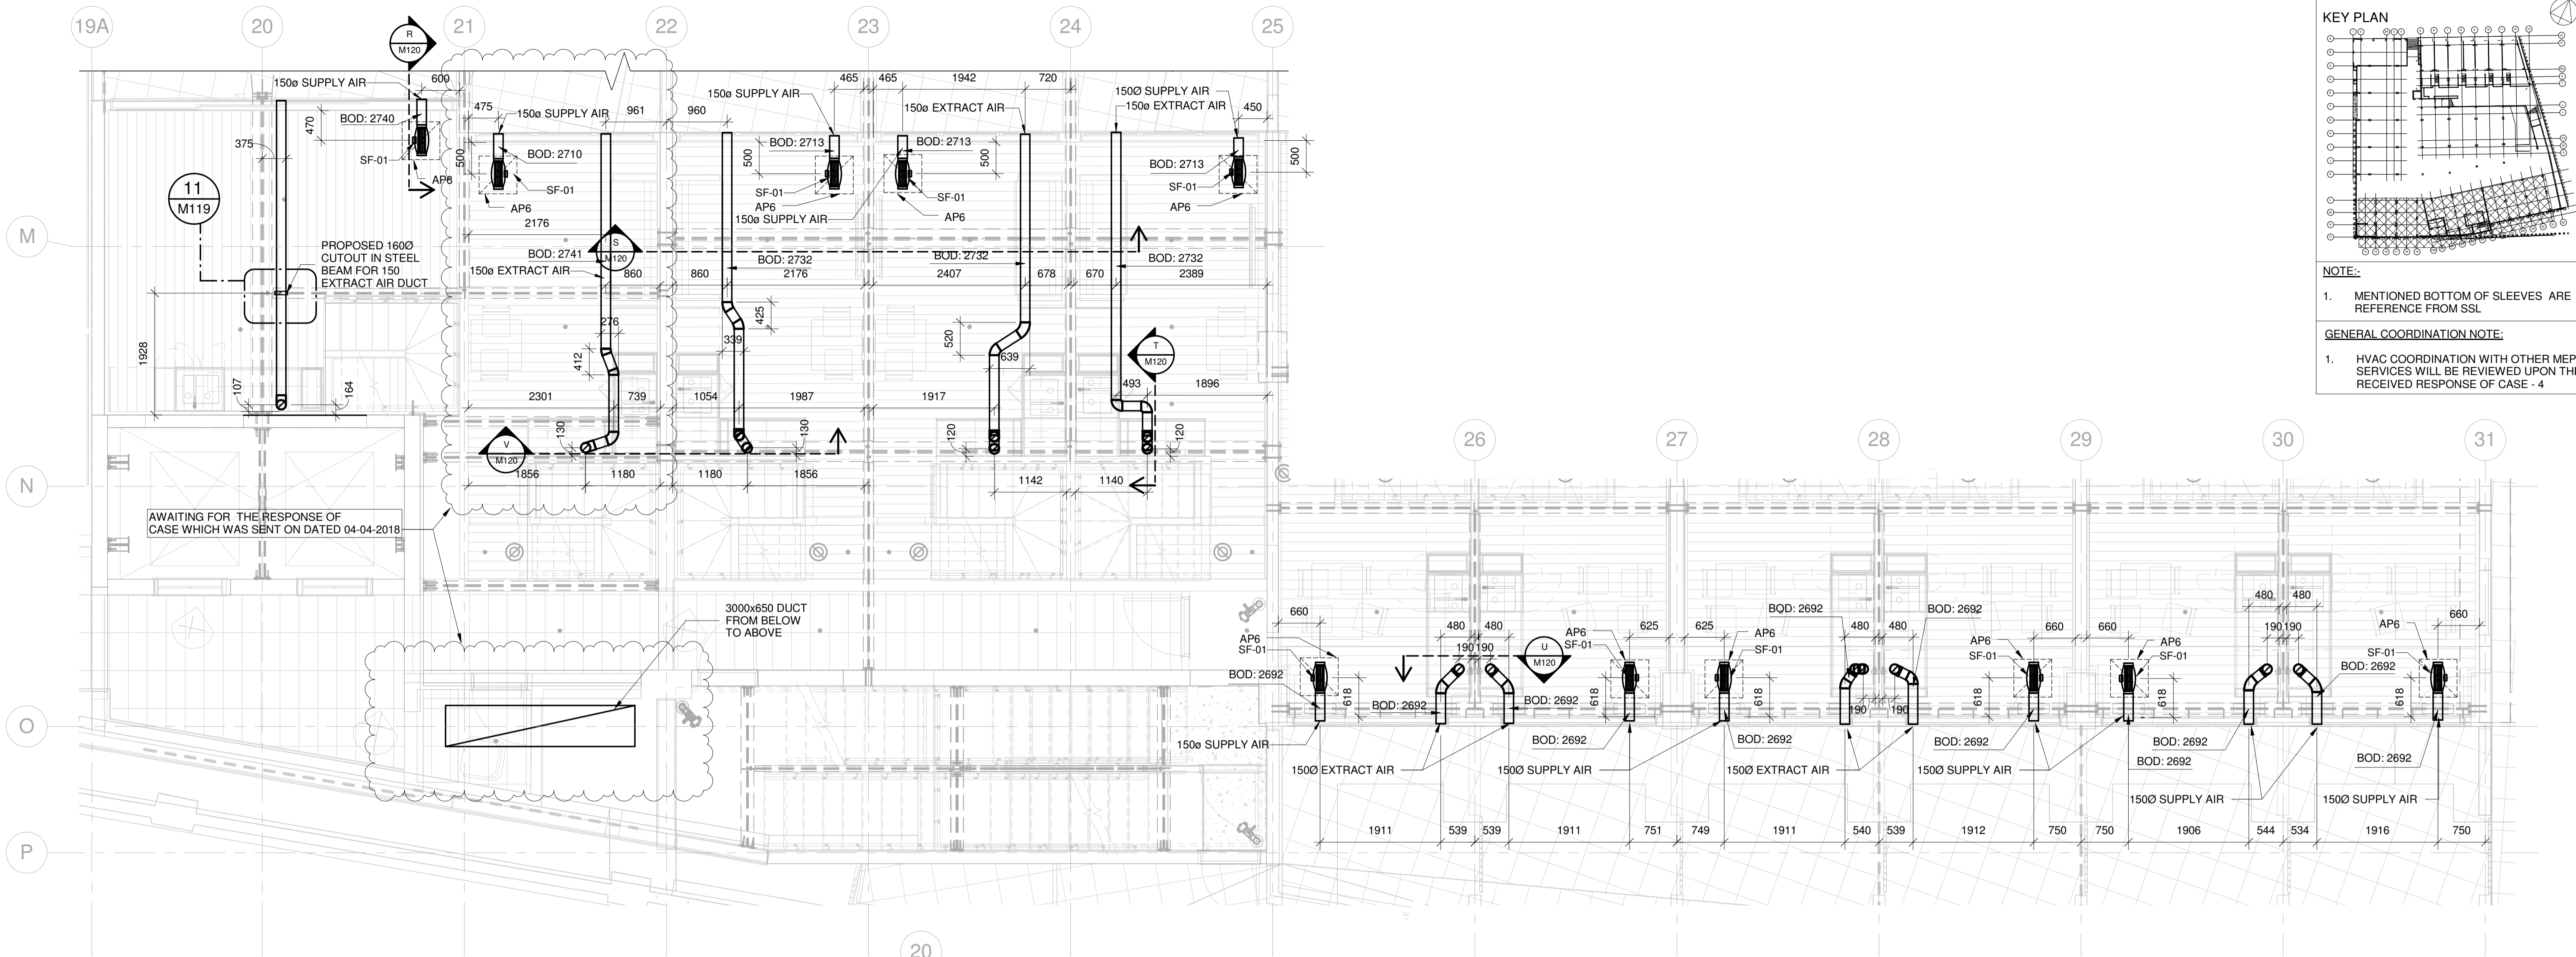 19A
20
21
22
23
24
25
R
M120
600
150ø SUPPLY AIR
BOD: 2740
470
375
SF-01
AP6
11
M119
PROPOSED 160Ø
CUTOUT IN STEEL
BEAM FOR 150
EXTRACT AIR DUCT
1928
107
164
475
150ø SUPPLY AIR
961
960
500
BOD: 2710
SF-01
AP6
2176
S
M120
BOD: 2741
150ø EXTRACT AIR
860
860
BOD: 2732
2176
276
412
425
339
2301
739
1054
1987
1917
130
130
V
M120
1856
1180
1180
1856
465
465
1942
720
150ø SUPPLY AIR
150ø EXTRACT AIR
150Ø SUPPLY AIR
150ø EXTRACT AIR
450
BOD: 2713
BOD: 2713
BOD: 2713
500
500
500
SF-01
AP6
SF-01
AP6
150ø SUPPLY AIR
SF-01
AP6
BOD: 2732
BOD: 2732
2407
678
670
2389
520
639
T
M120
493
1896
120
120
1142
1140
M
N
O
P
AWAITING FOR THE RESPONSE OF
CASE WHICH WAS SENT ON DATED 04-04-2018
3000x650 DUCT
FROM BELOW
TO ABOVE
20
26
27
28
29
30
31
660
AP6
SF-01
BOD: 2692
618
150ø SUPPLY AIR
480
480
190
190
U
M120
BOD: 2692
BOD: 2692
150Ø EXTRACT AIR
AP6
SF-01
625
625
AP6
SF-01
618
618
BOD: 2692
BOD: 2692
150Ø SUPPLY AIR
BOD: 2692
BOD: 2692
480
480
190
190
150Ø EXTRACT AIR
660
660
AP6
SF-01
AP6
SF-01
618
618
BOD: 2692
BOD: 2692
150Ø SUPPLY AIR
480
480
190
190
BOD: 2692
BOD: 2692
150Ø SUPPLY AIR
660
AP6
SF-01
618
BOD: 2692
150Ø SUPPLY AIR
1911
539
539
1911
751
749
1911
540
539
1912
750
750
1906
544
534
1916
750
KEY PLAN
NOTE:-
1. MENTIONED BOTTOM OF SLEEVES ARE
REFERENCE FROM SSL
GENERAL COORDINATION NOTE:
1. HVAC COORDINATION WITH OTHER MEP
SERVICES WILL BE REVIEWED UPON THE
RECEIVED RESPONSE OF CASE - 4